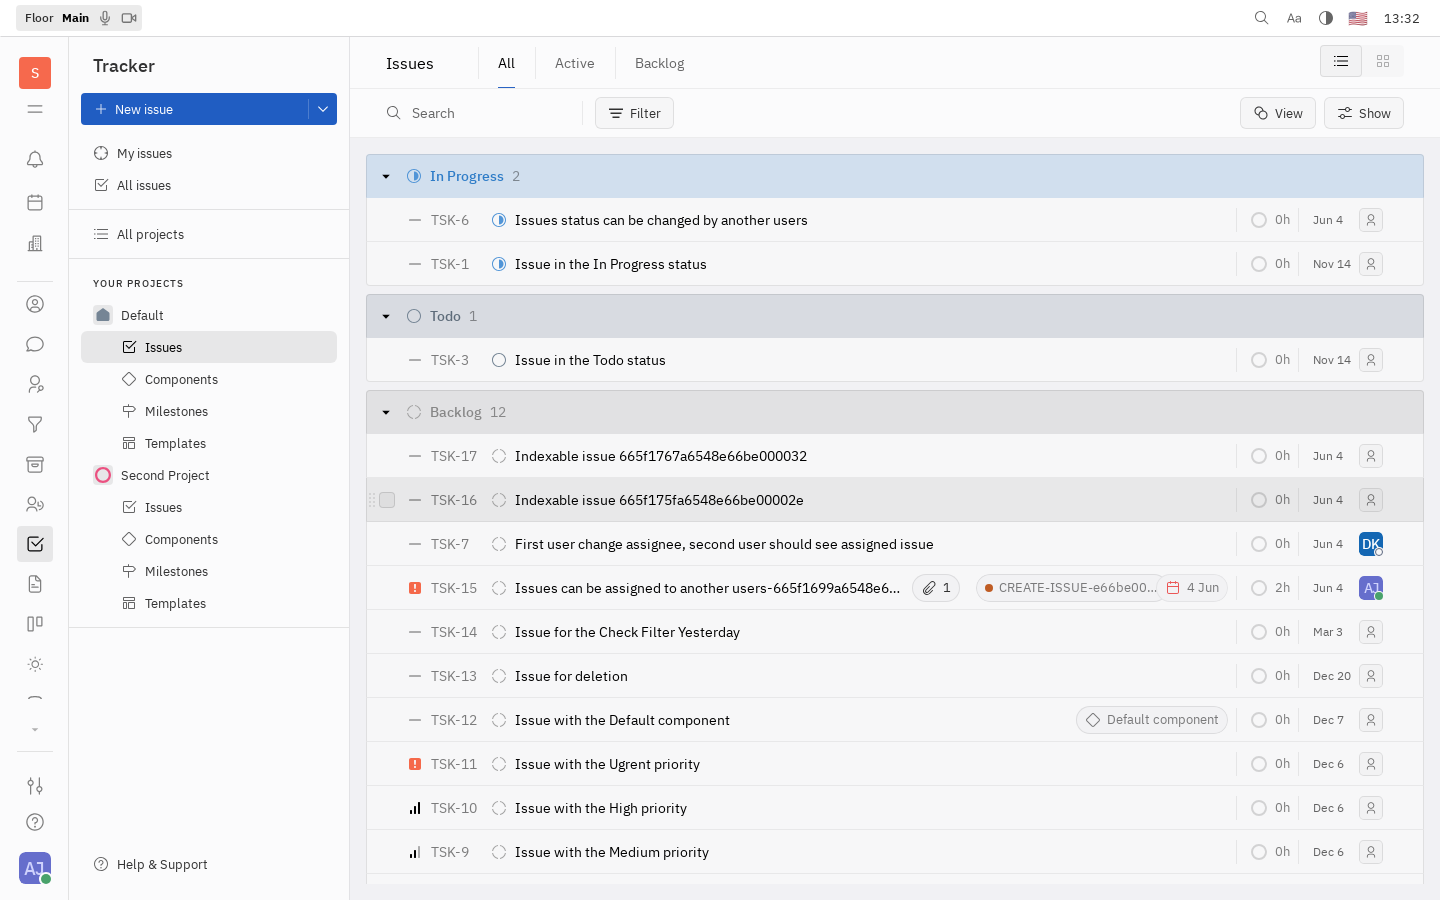 Floor Main
Aa
13:32
S
Tracker
New issue
My issues
All issues
All projects
YOUR PROJECTS
Default
Issues
Components
Milestones
Templates
Second Project
Issues
Components
Milestones
Templates
Help & Support
AJ
Issues
All
Active
Backlog
Search
Filter
View
Show
In Progress 2
TSK-6 Issues status can be changed by another users 0h Jun 4
TSK-1 Issue in the In Progress status 0h Nov 14
Todo 1
TSK-3 Issue in the Todo status 0h Nov 14
Backlog 12
TSK-17 Indexable issue 665f1767a6548e66be000032 0h Jun 4
TSK-16 Indexable issue 665f175fa6548e66be00002e 0h Jun 4
TSK-7 First user change assignee, second user should see assigned issue 0h Jun 4 DK
TSK-15 Issues can be assigned to another users-665f1699a6548e6... 1 CREATE-ISSUE-e66be00... 4 Jun 2h Jun 4 AJ
TSK-14 Issue for the Check Filter Yesterday 0h Mar 3
TSK-13 Issue for deletion 0h Dec 20
TSK-12 Issue with the Default component Default component 0h Dec 7
TSK-11 Issue with the Ugrent priority 0h Dec 6
TSK-10 Issue with the High priority 0h Dec 6
TSK-9 Issue with the Medium priority 0h Dec 6